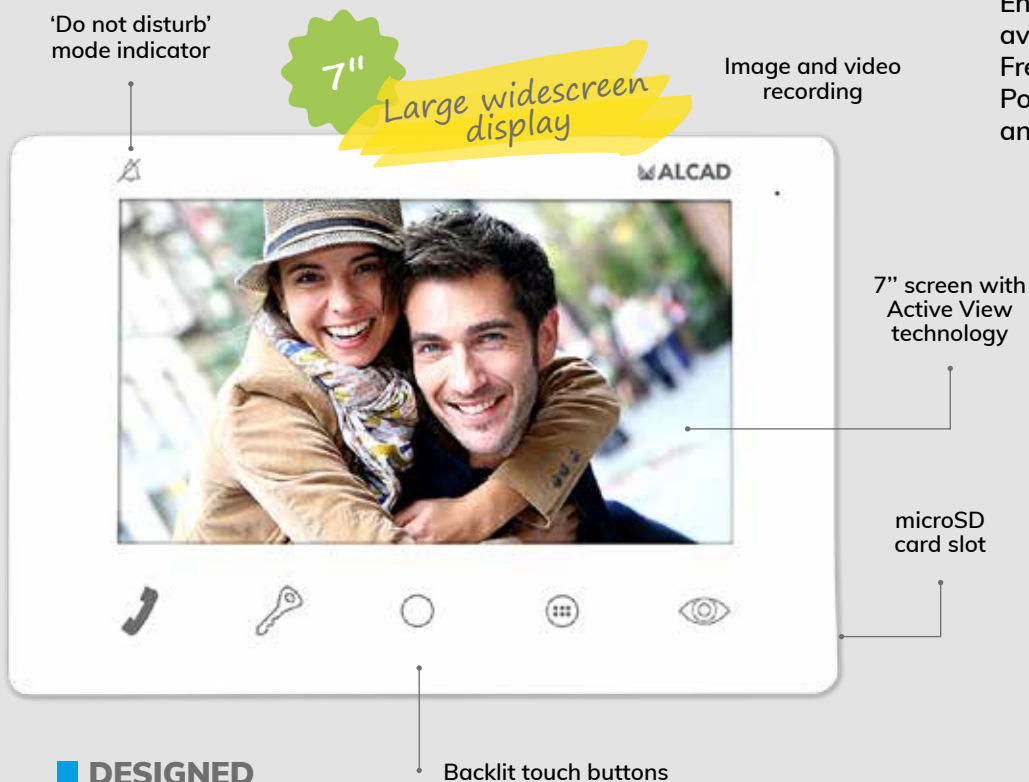 'Do not disturb'
mode indicator
7"
Large widescreen
display
Image and video
recording
ALCAD
7” screen with
Active View
technology
microSD
card slot
DESIGNED
Backlit touch buttons